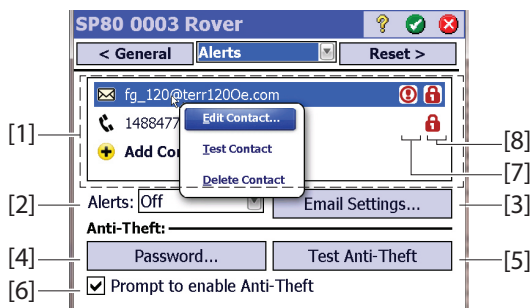 SP80 0003 Rover
< General Alerts Reset >
fg_120@terr120Oe.com
[1] 1488477 Edit Contact... [8]
Add Test Contact [7]
Delete Contact
[2] Alerts: Off Email Settings... [3]
Anti-Theft:
[4] Password... Test Anti-Theft [5]
[6] Prompt to enable Anti-Theft